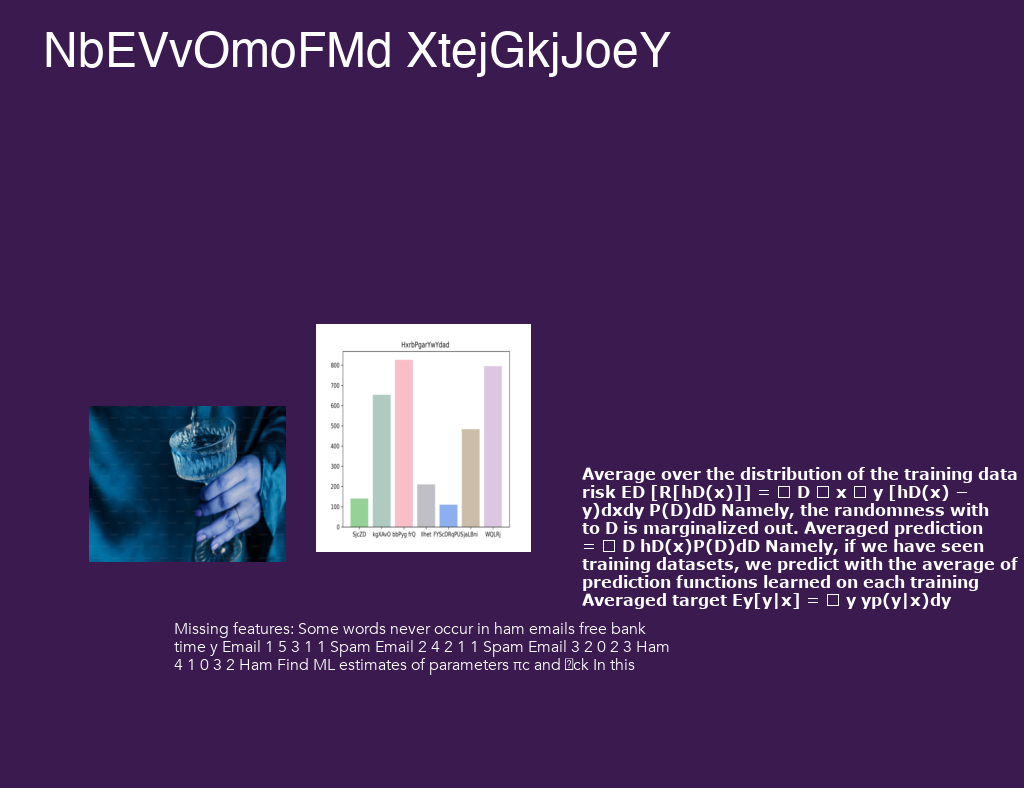 NbEVvOmoFMd XtejGkjJoeY
HxrbPgarYwYdad
800
700
600
500
400
300
200
100
0
SjcZD kgXAvO bbPyg frQ
Average over the distribution of the training data
risk ED [R[hD(x)]] = □ D □ x □ y [hD(x) −
y)dxdy P(D)dD Namely, the randomness with
to D is marginalized out. Averaged prediction
= □ D hD(x)P(D)dD Namely, if we have seen
training datasets, we predict with the average of
prediction functions learned on each training
Averaged target Ey[y|x] = □ y yp(y|x)dy
Missing features: Some words never occur in ham emails free bank
time y Email 1 5 3 1 1 Spam Email 2 4 2 1 1 Spam Email 3 2 0 2 3 Ham
4 1 0 3 2 Ham Find ML estimates of parameters πc and ck In this